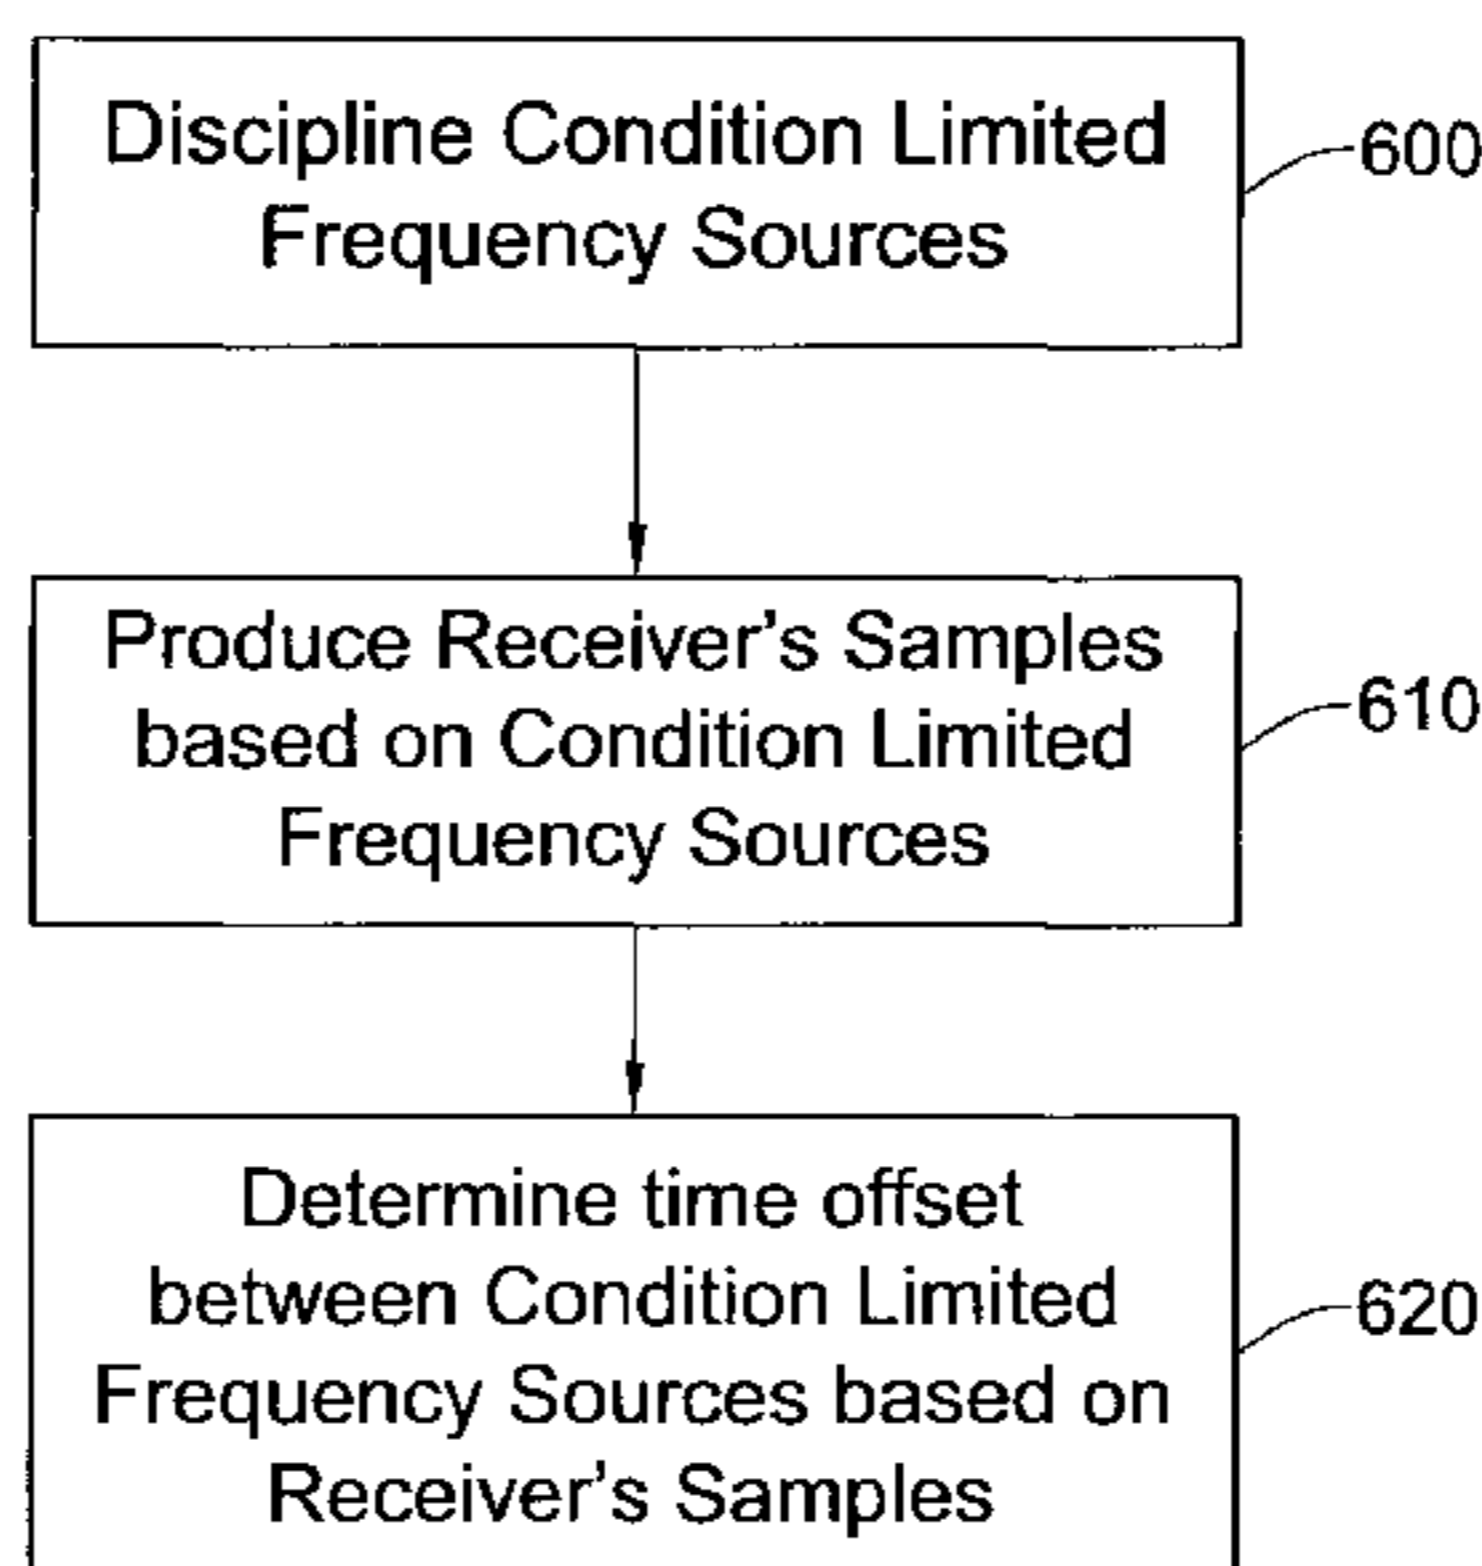 Discipline Condition Limited
Frequency Sources
600
Produce Receiver's Samples
based on Condition Limited
Frequency Sources
610
Determine time offset
between Condition Limited
Frequency Sources based on
Receiver's Samples
620